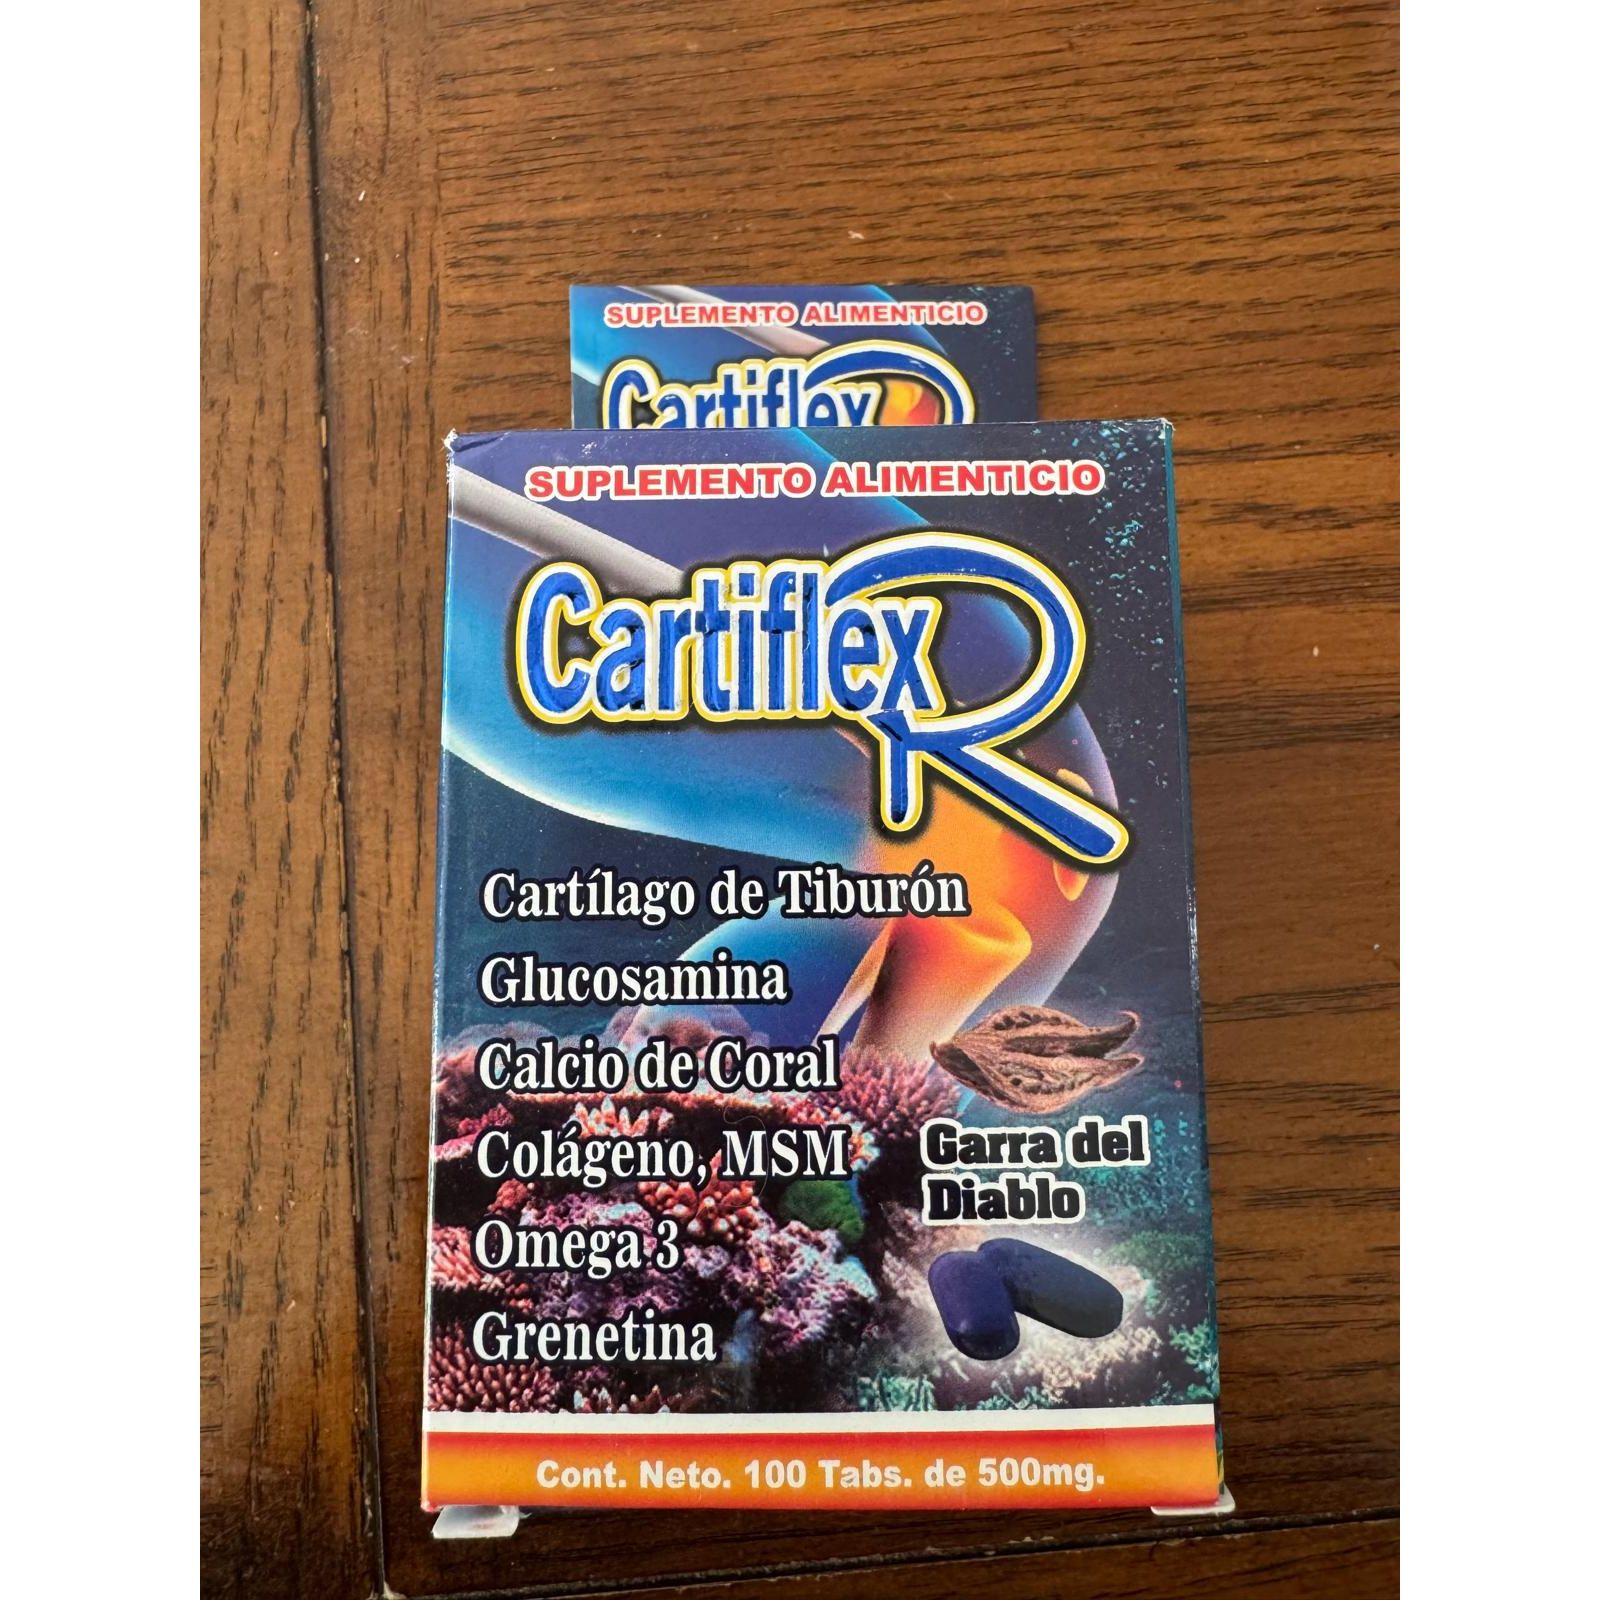 SUPLEMENTO ALIMENTICIO
Cartiflex R
SUPLEMENTO ALIMENTICIO
Cartiflex R
Cartílago de Tiburón
Glucosamina
Calcio de Coral
Colágeno, MSM
Omega 3
Grenetina
Garra del
Diablo
Cont. Neto. 100 Tabs. de 500mg.